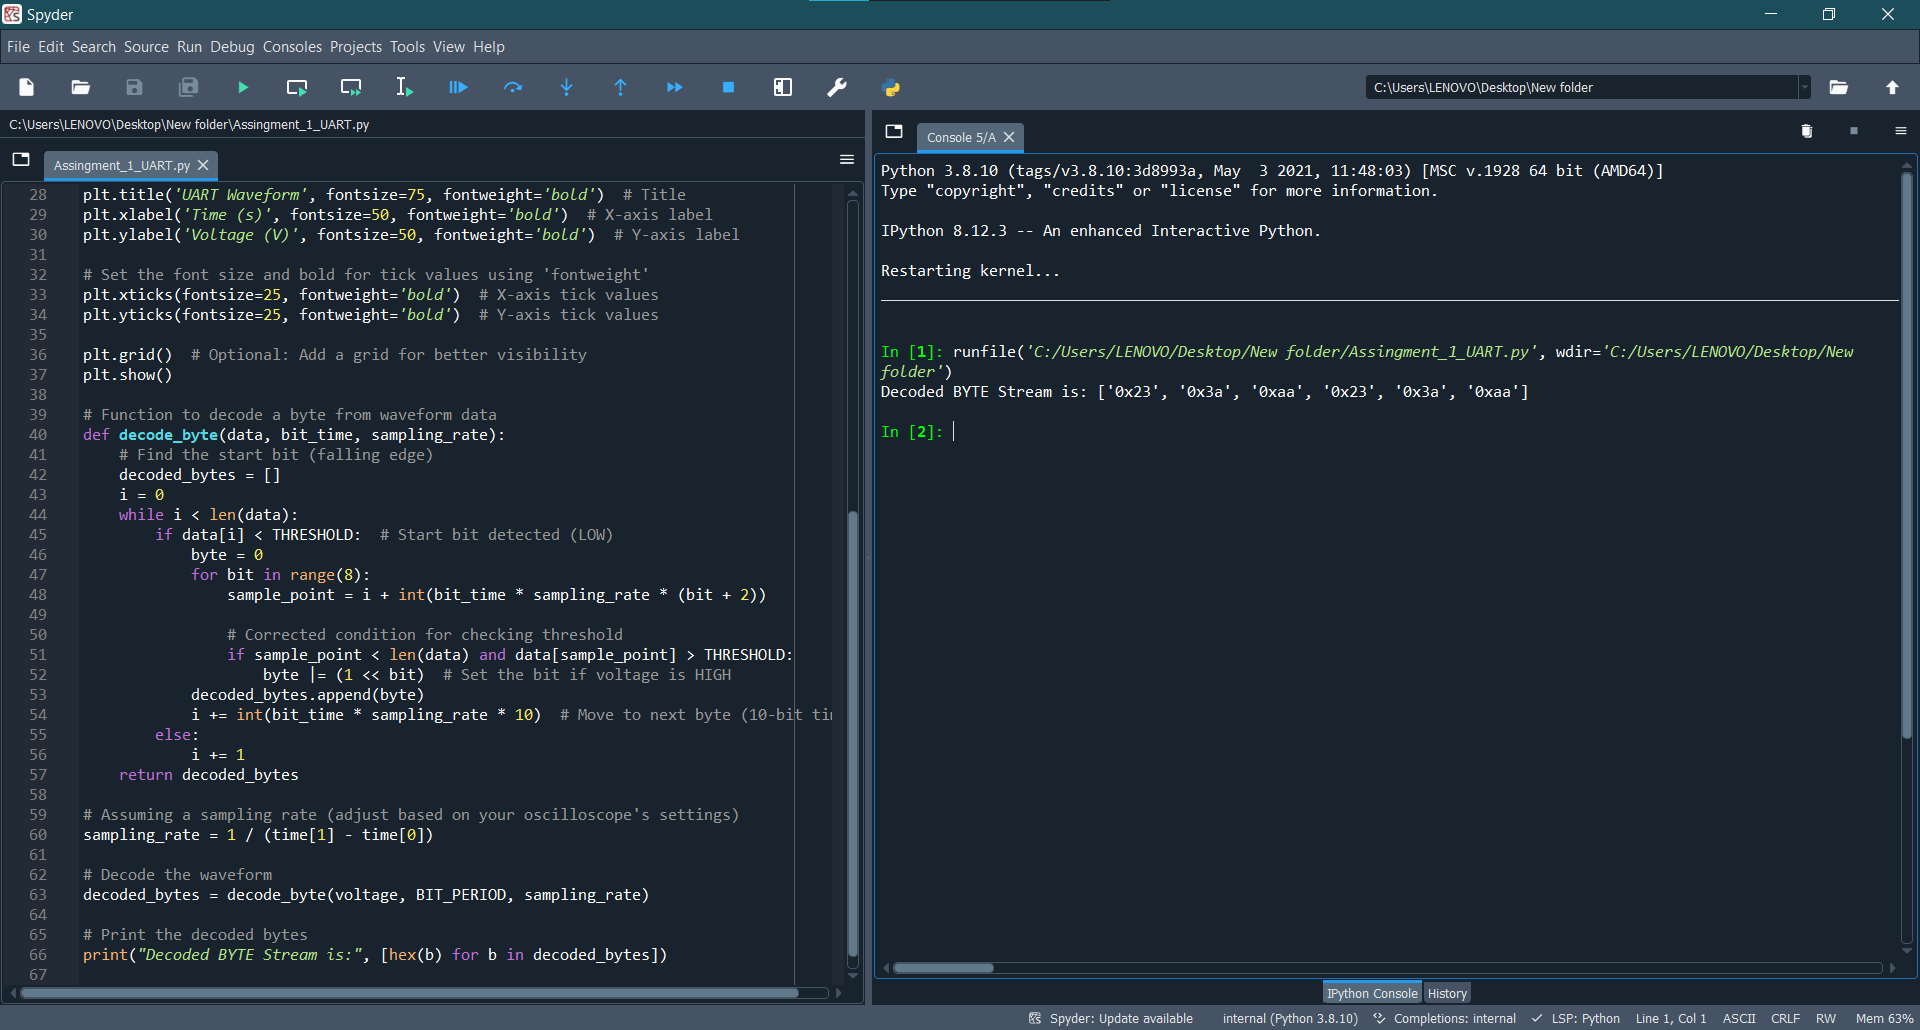 Spyder
File Edit Search Source Run Debug Consoles Projects Tools View Help
C:\Users\LENOVO\Desktop\New folder
C:\Users\LENOVO\Desktop\New folder\Assingment_1_UART.py
Assingment_1_UART.py
28 plt.title('UART Waveform', fontsize=75, fontweight='bold')  # Title
29 plt.xlabel('Time (s)', fontsize=50, fontweight='bold')  # X-axis label
30 plt.ylabel('Voltage (V)', fontsize=50, fontweight='bold')  # Y-axis label
31
32 # Set the font size and bold for tick values using 'fontweight'
33 plt.xticks(fontsize=25, fontweight='bold')  # X-axis tick values
34 plt.yticks(fontsize=25, fontweight='bold')  # Y-axis tick values
35
36 plt.grid()  # Optional: Add a grid for better visibility
37 plt.show()
38
39 # Function to decode a byte from waveform data
40 def decode_byte(data, bit_time, sampling_rate):
41     # Find the start bit (falling edge)
42     decoded_bytes = []
43     i = 0
44     while i < len(data):
45         if data[i] < THRESHOLD:  # Start bit detected (LOW)
46             byte = 0
47             for bit in range(8):
48                 sample_point = i + int(bit_time * sampling_rate * (bit + 2))
49
50                 # Corrected condition for checking threshold
51                 if sample_point < len(data) and data[sample_point] > THRESHOLD:
52                     byte |= (1 << bit)  # Set the bit if voltage is HIGH
53             decoded_bytes.append(byte)
54             i += int(bit_time * sampling_rate * 10)  # Move to next byte (10-bit ti
55         else:
56             i += 1
57     return decoded_bytes
58
59 # Assuming a sampling rate (adjust based on your oscilloscope's settings)
60 sampling_rate = 1 / (time[1] - time[0])
61
62 # Decode the waveform
63 decoded_bytes = decode_byte(voltage, BIT_PERIOD, sampling_rate)
64
65 # Print the decoded bytes
66 print("Decoded BYTE Stream is:", [hex(b) for b in decoded_bytes])
67
Console 5/A
Python 3.8.10 (tags/v3.8.10:3d8993a, May  3 2021, 11:48:03) [MSC v.1928 64 bit (AMD64)]
Type "copyright", "credits" or "license" for more information.
IPython 8.12.3 -- An enhanced Interactive Python.
Restarting kernel...
In [1]: runfile('C:/Users/LENOVO/Desktop/New folder/Assingment_1_UART.py', wdir='C:/Users/LENOVO/Desktop/New
folder')
Decoded BYTE Stream is: ['0x23', '0x3a', '0xaa', '0x23', '0x3a', '0xaa']
In [2]:
IPython Console History
Spyder: Update available internal (Python 3.8.10) Completions: internal LSP: Python Line 1, Col 1 ASCII CRLF RW Mem 63%